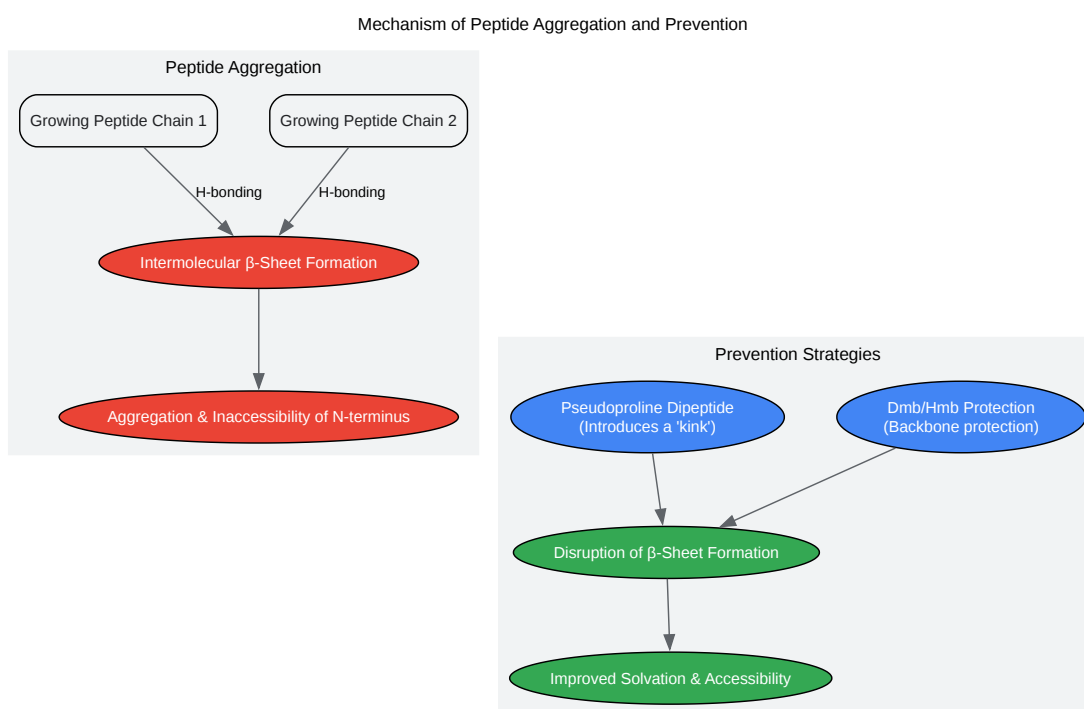 Mechanism of Peptide Aggregation and Prevention
Peptide Aggregation
Growing Peptide Chain 1
Growing Peptide Chain 2
H-bonding
H-bonding
Intermolecular β-Sheet Formation
Aggregation & Inaccessibility of N-terminus
Prevention Strategies
Pseudoproline Dipeptide
(Introduces a 'kink')
Dmb/Hmb Protection
(Backbone protection)
Disruption of β-Sheet Formation
Improved Solvation & Accessibility